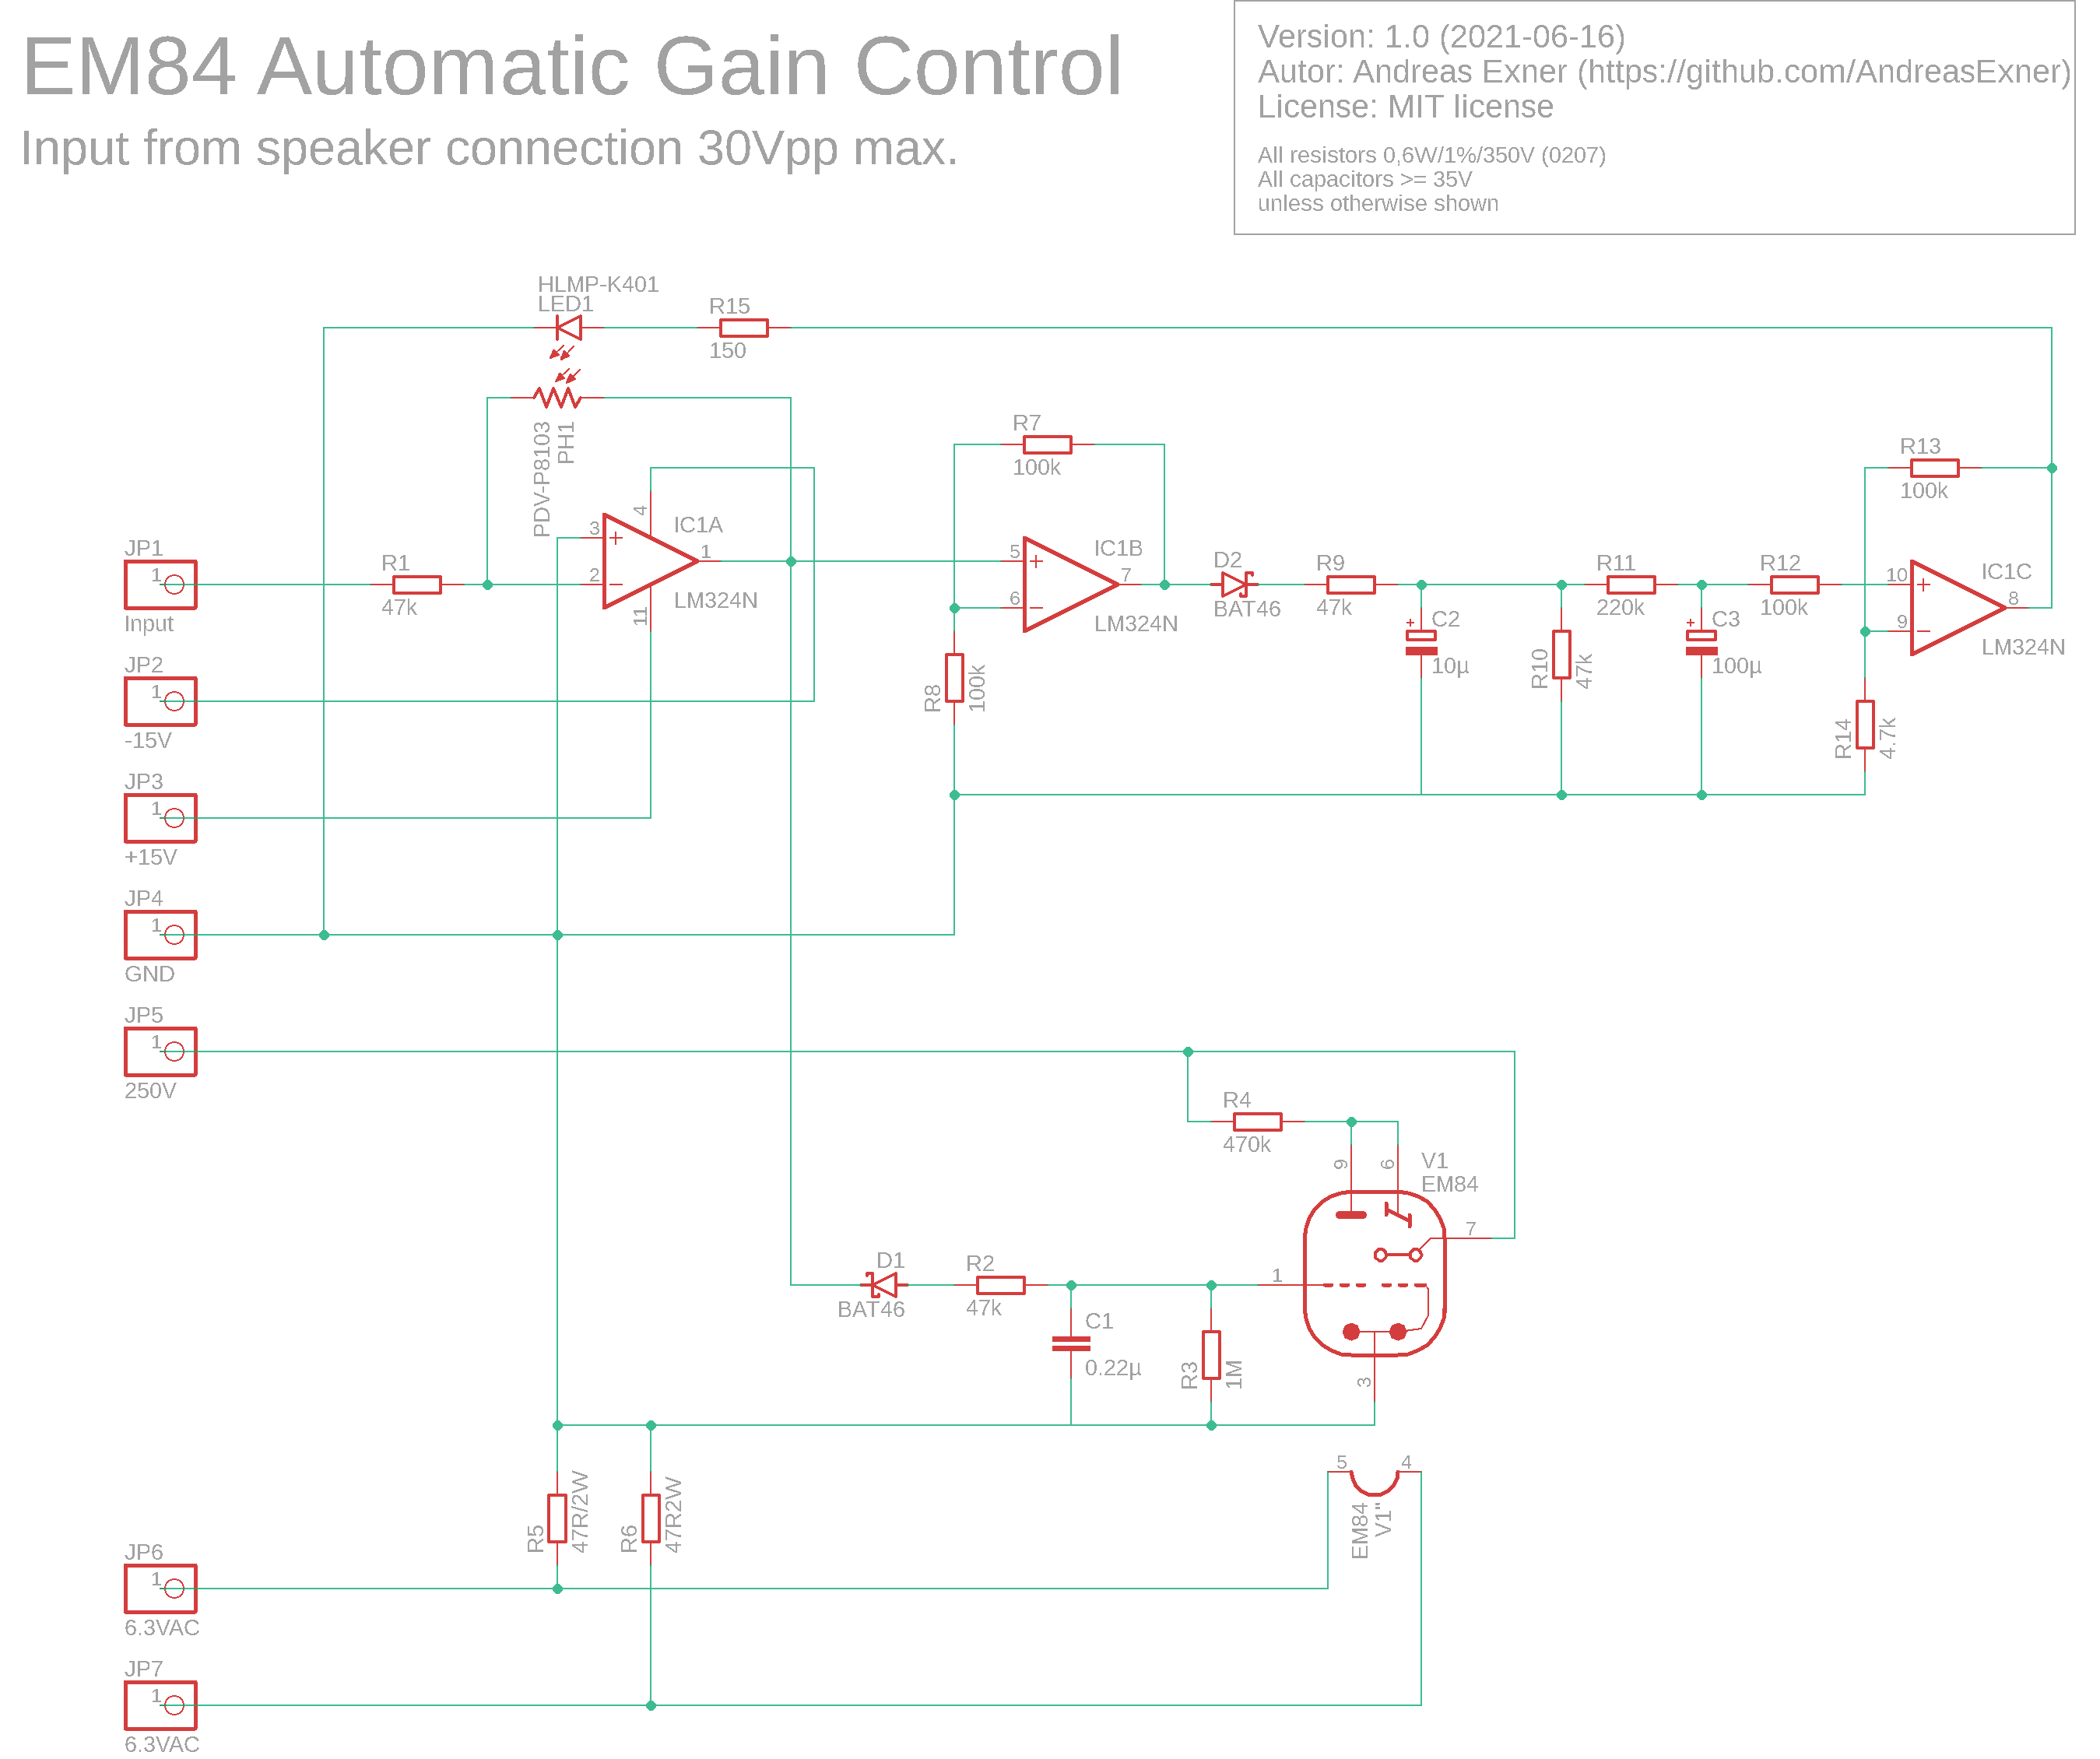 EM84 Automatic Gain Control
Input from speaker connection 30Vpp max.
Version: 1.0 (2021-06-16)
Autor: Andreas Exner (https://github.com/AndreasExner)
License: MIT license
All resistors 0,6W/1%/350V (0207)
All capacitors >= 35V
unless otherwise shown
HLMP-K401
LED1
R15
150
PDV-P8103
PH1
R7
100k
R13
100k
4
IC1A
3
+
1
2
-
11
LM324N
JP1
1
Input
R1
47k
IC1B
5
+
7
6
-
LM324N
D2
BAT46
R9
47k
R11
220k
R12
100k
IC1C
10
+
8
9
-
LM324N
+
C2
10µ
R10
47k
+
C3
100µ
R8
100k
R14
4.7k
JP2
1
-15V
JP3
1
+15V
JP4
1
GND
JP5
1
250V
R4
470k
9
6
V1
EM84
7
D1
BAT46
R2
47k
1
C1
0.22µ
R3
1M
3
5
4
EM84
V1"
R5
47R/2W
R6
47R2W
JP6
1
6.3VAC
JP7
1
6.3VAC